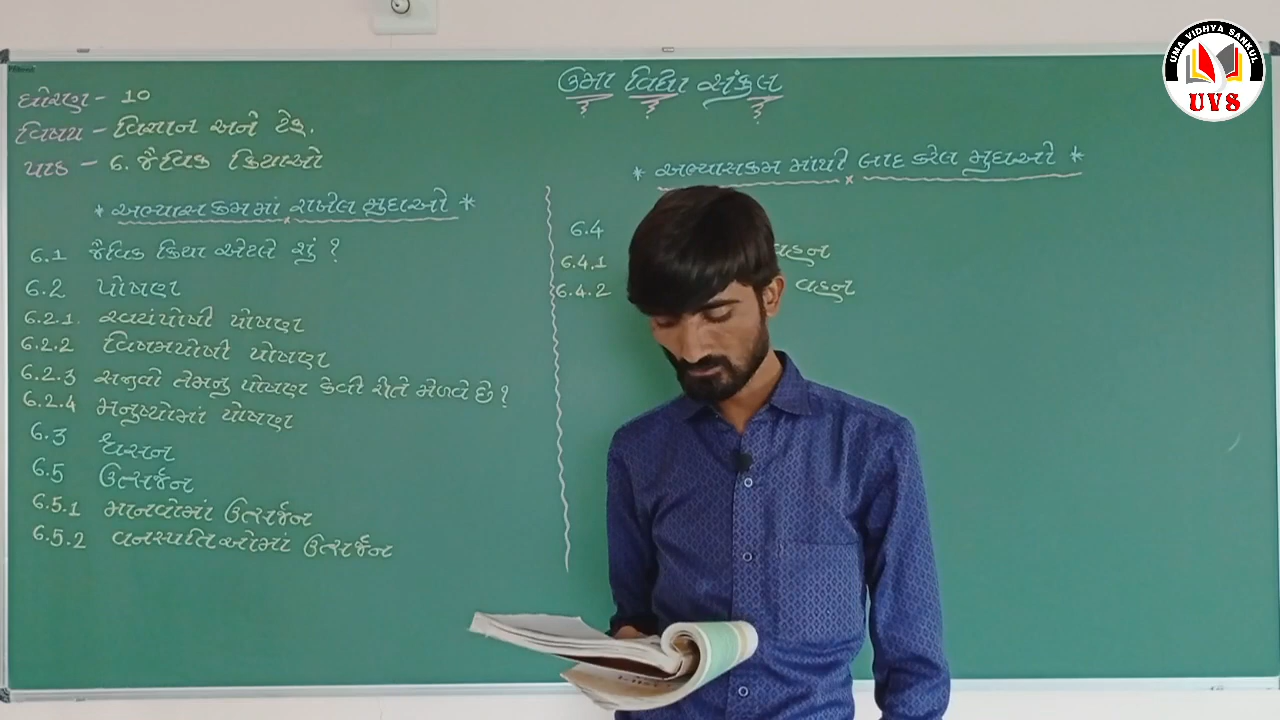 ઉમા વિદ્યા સંકુલ
UMA VIDHYA SANKUL
UVS
ધોરણ - 10
વિષય - વિજ્ઞાન અને ટેક.
પાઠ - 6. જૈવિક ક્રિયાઓ
* અભ્યાસક્રમમાં રાખેલ મુદ્દાઓ *
6.1 જૈવિક ક્રિયા એટલે શું ?
6.2 પોષણ
6.2.1. સ્વયંપોષી પોષણ
6.2.2 વિષમપોષી પોષણ
6.2.3 સજીવો તેમનુ પોષણ કેવી રીતે મેળવે છે ?
6.2.4 મનુષ્યોમાં પોષણ
6.3 શ્વસન
6.5 ઉત્સર્જન
6.5.1 માનવોમાં ઉત્સર્જન
6.5.2 વનસ્પતિઓમાં ઉત્સર્જન
* અભ્યાસક્રમ માંથી બાદ કરેલ મુદ્દાઓ *
6.4
6.4.1 વહન
6.4.2 વહન